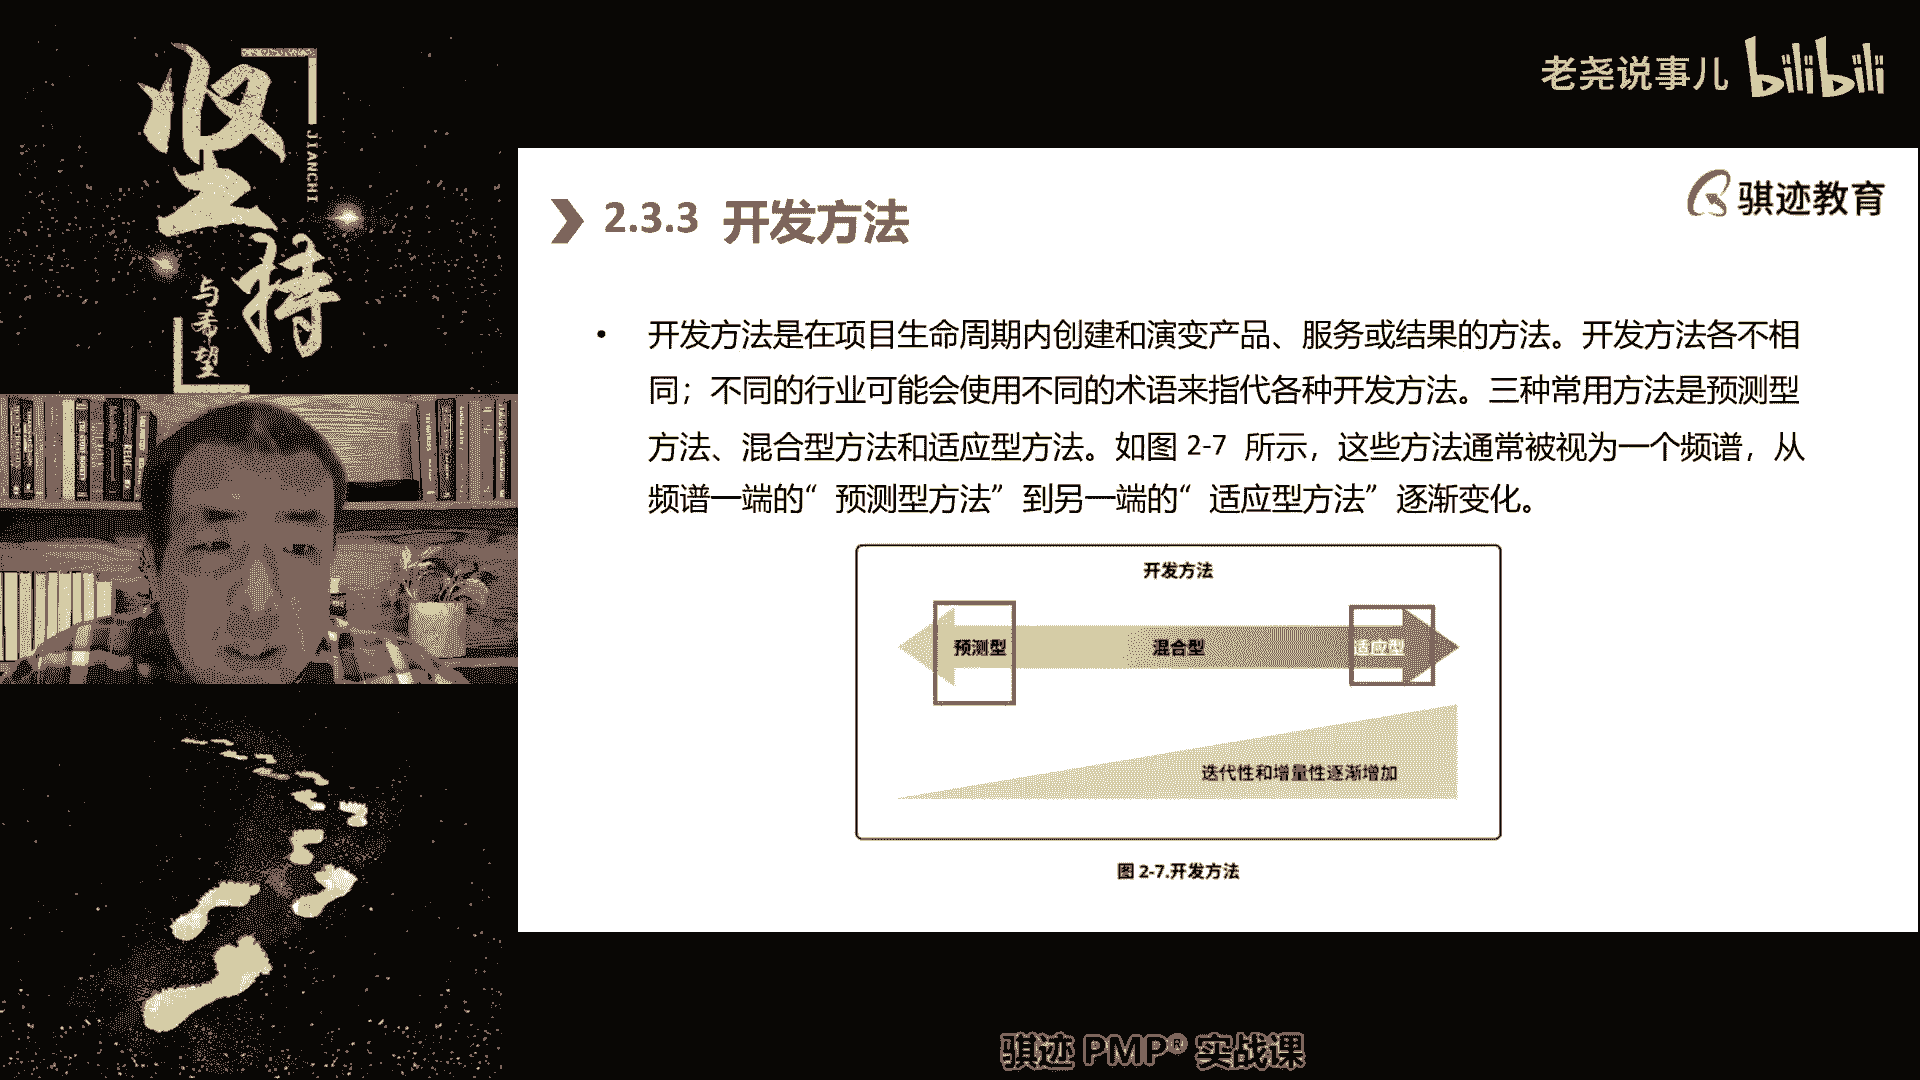 坚持
JIANCHI
与希望
老尧说事儿 bilibili
骐迹教育
2.3.3 开发方法
• 开发方法是在项目生命周期内创建和演变产品、服务或结果的方法。开发方法各不相
同；不同的行业可能会使用不同的术语来指代各种开发方法。三种常用方法是预测型
方法、混合型方法和适应型方法。如图 2-7 所示，这些方法通常被视为一个频谱，从
频谱一端的“预测型方法”到另一端的“适应型方法”逐渐变化。
开发方法
预测型 混合型 适应型
迭代性和增量性逐渐增加
图 2-7.开发方法
骐迹 PMP® 实战课